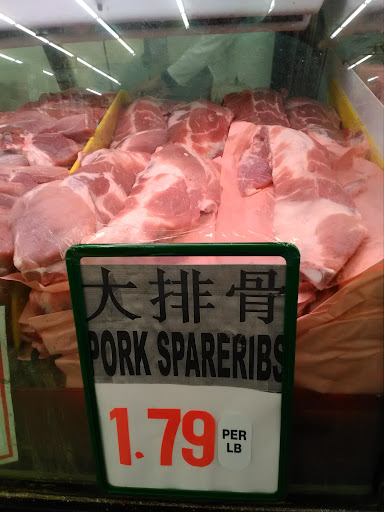 大排骨
PORK SPARERIBS
1.79 PER
LB